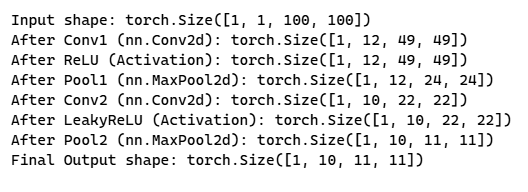 Input shape: torch.Size([1, 1, 100, 100])
After Conv1 (nn.Conv2d): torch.Size([1, 12, 49, 49])
After ReLU (Activation): torch.Size([1, 12, 49, 49])
After Pool1 (nn.MaxPool2d): torch.Size([1, 12, 24, 24])
After Conv2 (nn.Conv2d): torch.Size([1, 10, 22, 22])
After LeakyReLU (Activation): torch.Size([1, 10, 22, 22])
After Pool2 (nn.MaxPool2d): torch.Size([1, 10, 11, 11])
Final Output shape: torch.Size([1, 10, 11, 11])